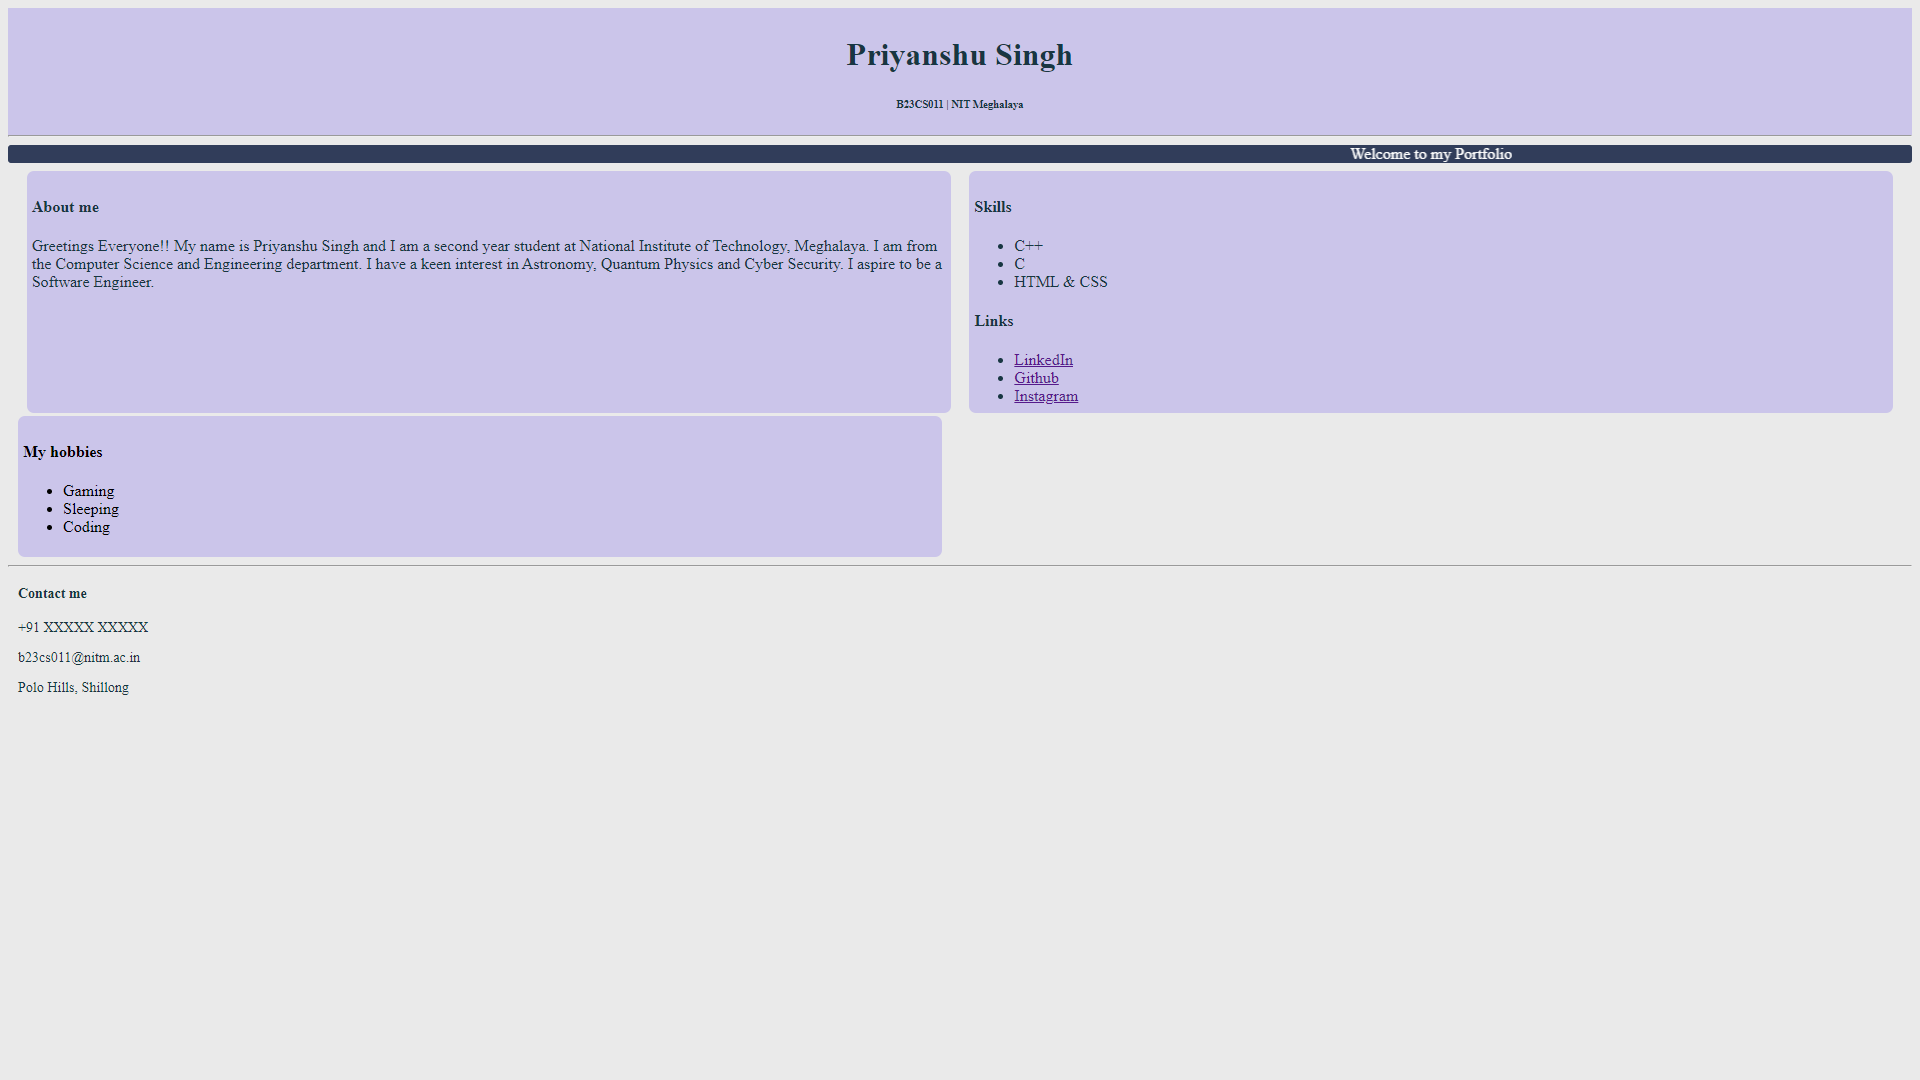 Priyanshu Singh
B23CS011 | NIT Meghalaya
Welcome to my Portfolio
About me
Greetings Everyone!! My name is Priyanshu Singh and I am a second year student at National Institute of Technology, Meghalaya. I am from
the Computer Science and Engineering department. I have a keen interest in Astronomy, Quantum Physics and Cyber Security. I aspire to be a
Software Engineer.
Skills
C++
C
HTML & CSS
Links
LinkedIn
Github
Instagram
My hobbies
Gaming
Sleeping
Coding
Contact me
+91 XXXXX XXXXX
b23cs011@nitm.ac.in
Polo Hills, Shillong